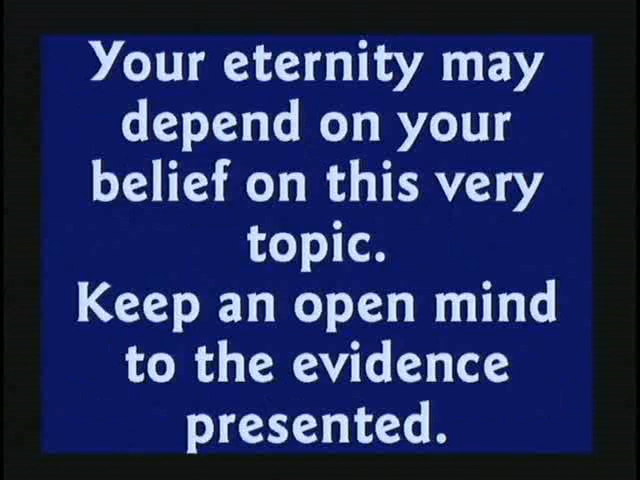 Your eternity may
depend on your
belief on this very
topic.
Keep an open mind
to the evidence
presented.